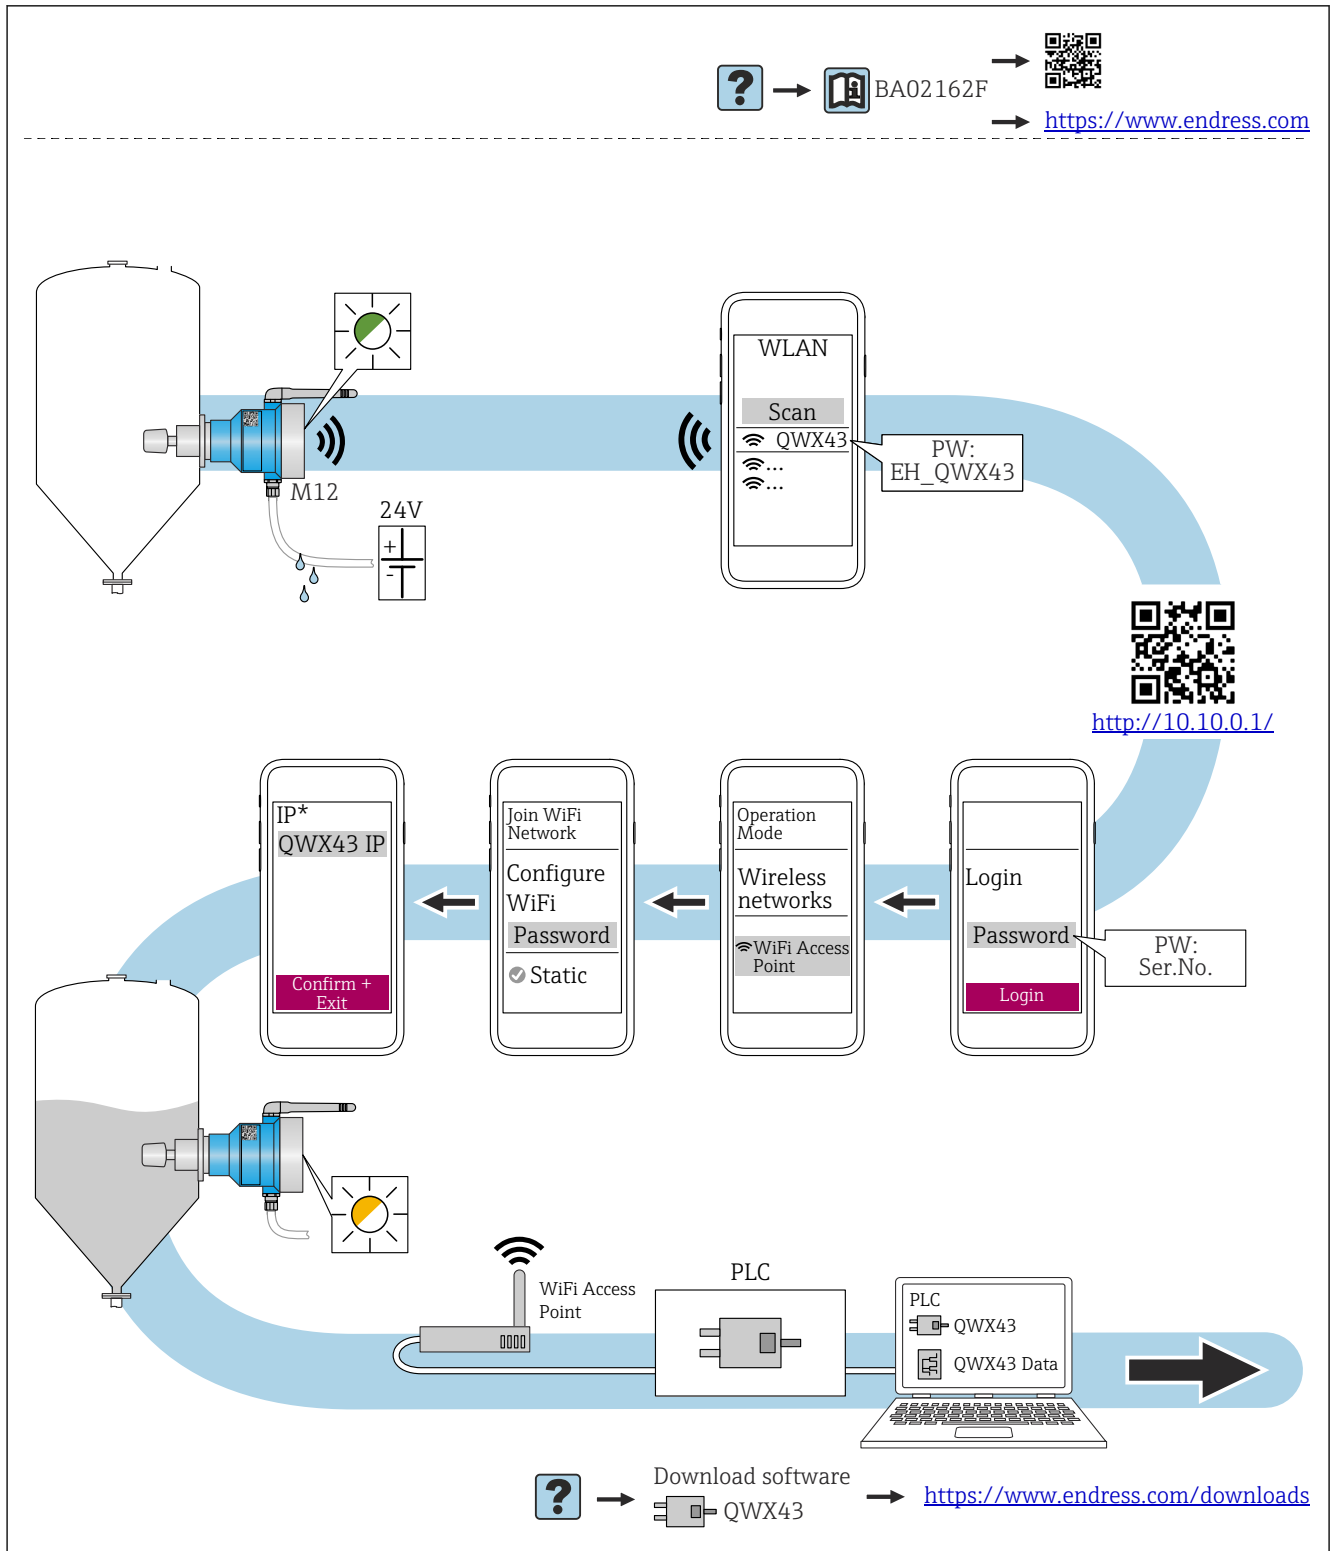 BA02162F
https://www.endress.com
WLAN
Scan
QWX43
...
...
PW:
EH_QWX43
M12
24V
+
-
http://10.10.0.1/
IP*
QWX43 IP
Confirm +
Exit
Join WiFi
Network
Configure
WiFi
Password
Static
Operation
Mode
Wireless
networks
WiFi Access
Point
Login
Password
Login
PW:
Ser.No.
WiFi Access
Point
PLC
PLC
QWX43
QWX43 Data
Download software
QWX43
https://www.endress.com/downloads